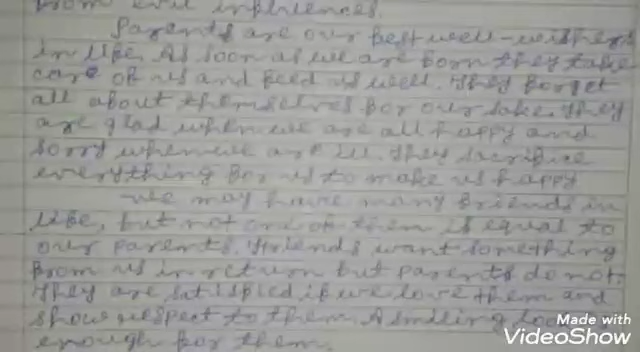 from evil influences.
Parents are our best well-wishers
in life. As soon as we are born they take
care of us and feed us well. They forget
all about themselves for our sake. They
are glad when we are all happy and
sorry when we are ill. They sacrifice
everything for us to make us happy
We may have many friends in
life, but not one of them is equal to
our parents. Friends want something
from us in return but parents do not.
They are satisfied if we love them and
show respect to them. A smiling look is
enough for them.
Made with
VideoShow